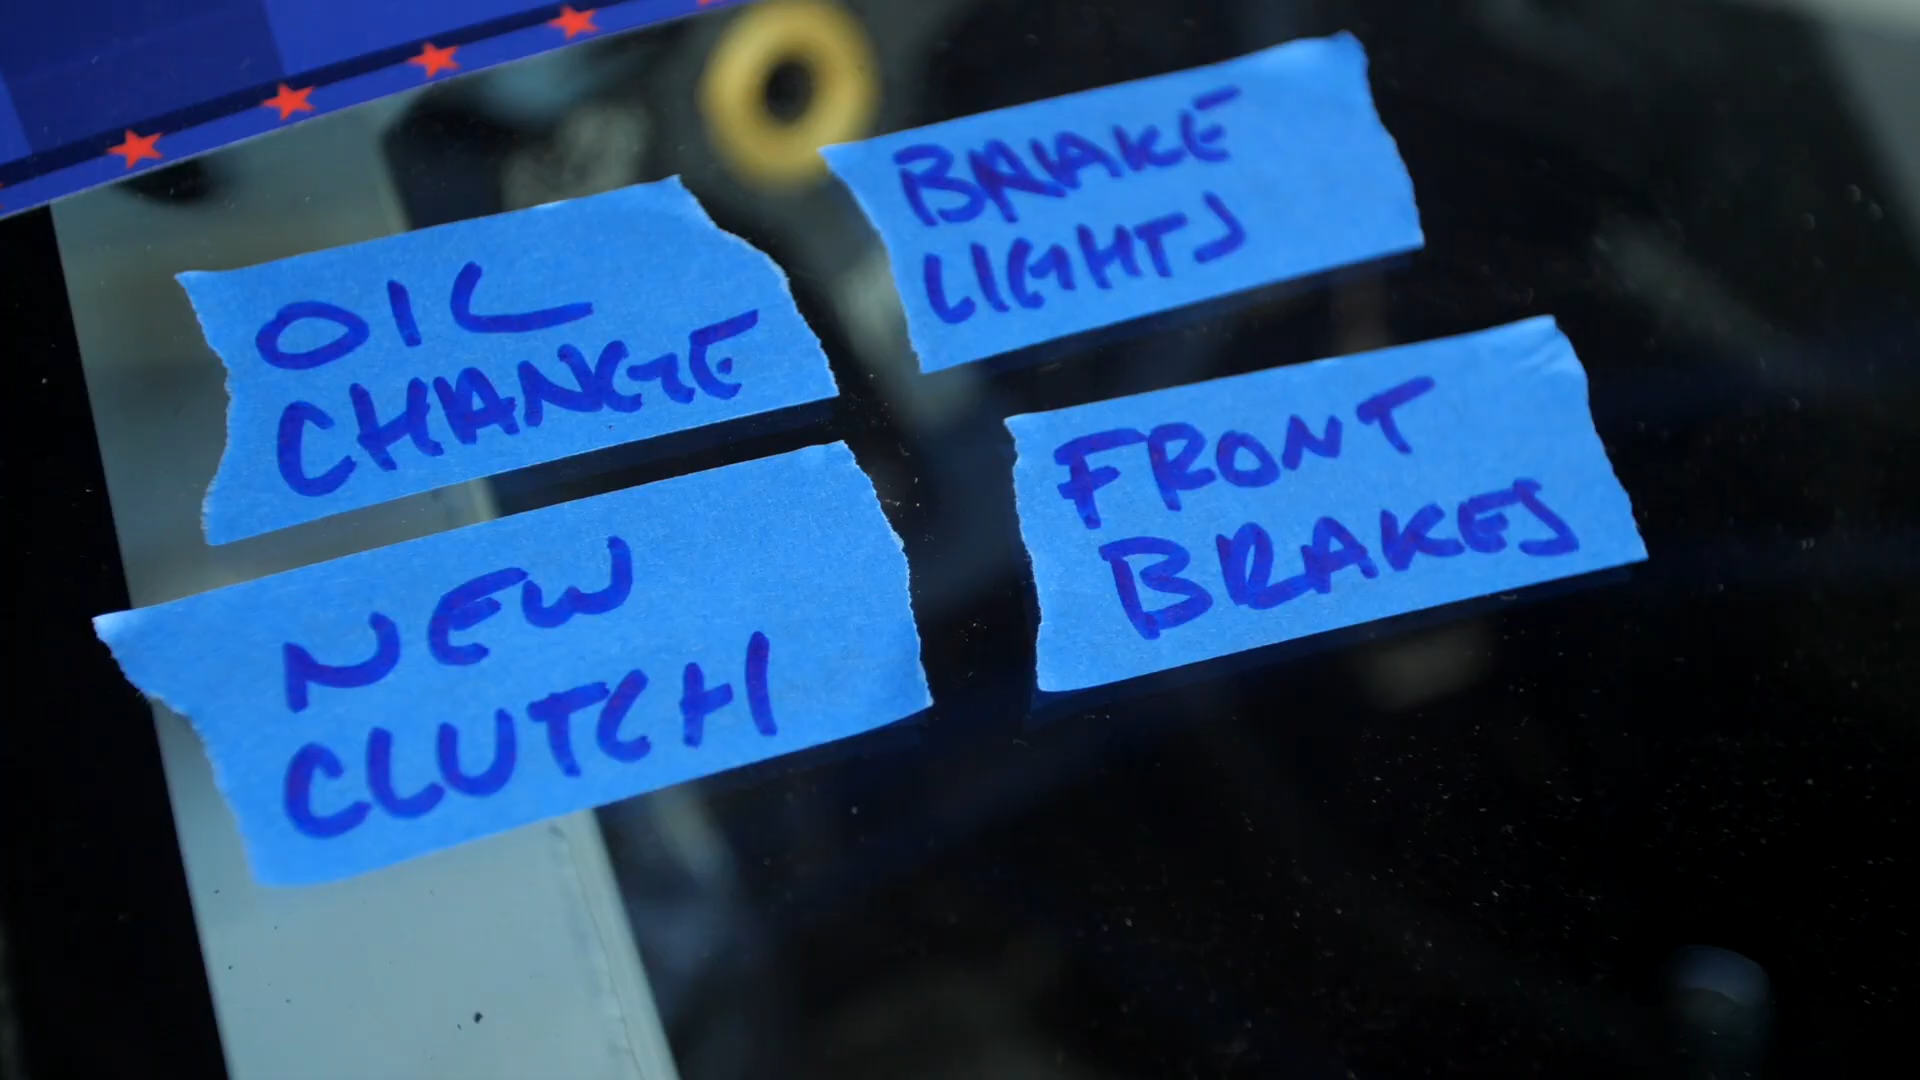 OIL
CHANGE
BRAKE
LIGHTS
NEW
CLUTCH
FRONT
BRAKES